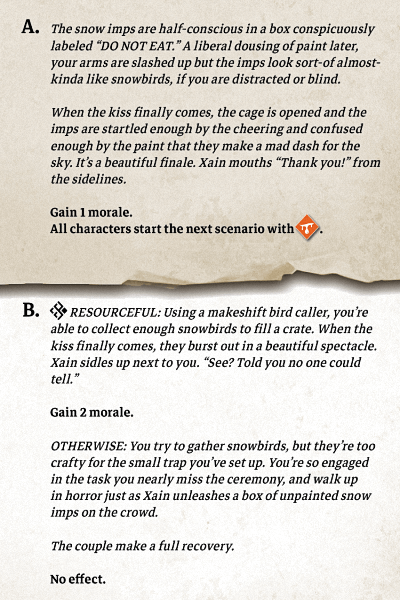 A. The snow imps are half-conscious in a box conspicuously
labeled “DO NOT EAT.” A liberal dousing of paint later,
your arms are slashed up but the imps look sort-of almost-
kinda like snowbirds, if you are distracted or blind.
When the kiss finally comes, the cage is opened and the
imps are startled enough by the cheering and confused
enough by the paint that they make a mad dash for the
sky. It’s a beautiful finale. Xain mouths “Thank you!” from
the sidelines.
Gain 1 morale.
All characters start the next scenario with .
B. RESOURCEFUL: Using a makeshift bird caller, you’re
able to collect enough snowbirds to fill a crate. When the
kiss finally comes, they burst out in a beautiful spectacle.
Xain sidles up next to you. “See? Told you no one could
tell.”
Gain 2 morale.
OTHERWISE: You try to gather snowbirds, but they’re too
crafty for the small trap you’ve set up. You’re so engaged
in the task you nearly miss the ceremony, and walk up
in horror just as Xain unleashes a box of unpainted snow
imps on the crowd.
The couple make a full recovery.
No effect.